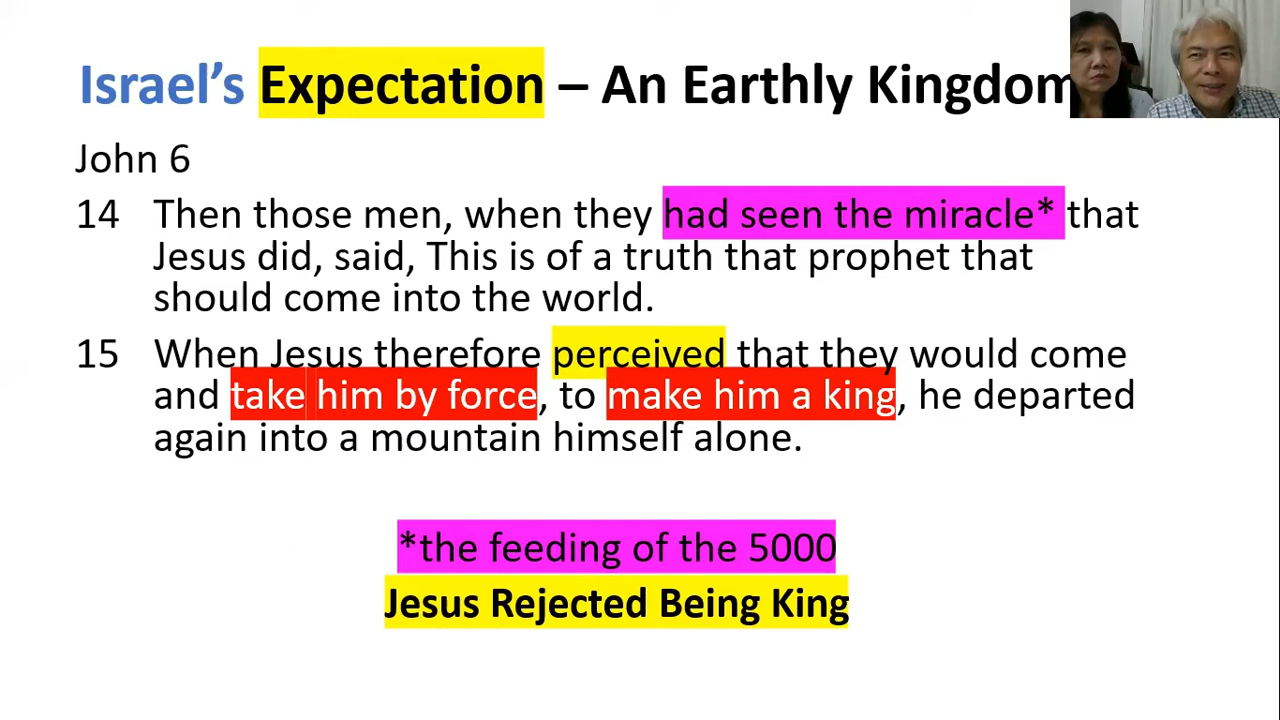 Israel's Expectation – An Earthly Kingdom
John 6
14 Then those men, when they had seen the miracle* that
Jesus did, said, This is of a truth that prophet that
should come into the world.
15 When Jesus therefore perceived that they would come
and take him by force, to make him a king, he departed
again into a mountain himself alone.
*the feeding of the 5000
Jesus Rejected Being King